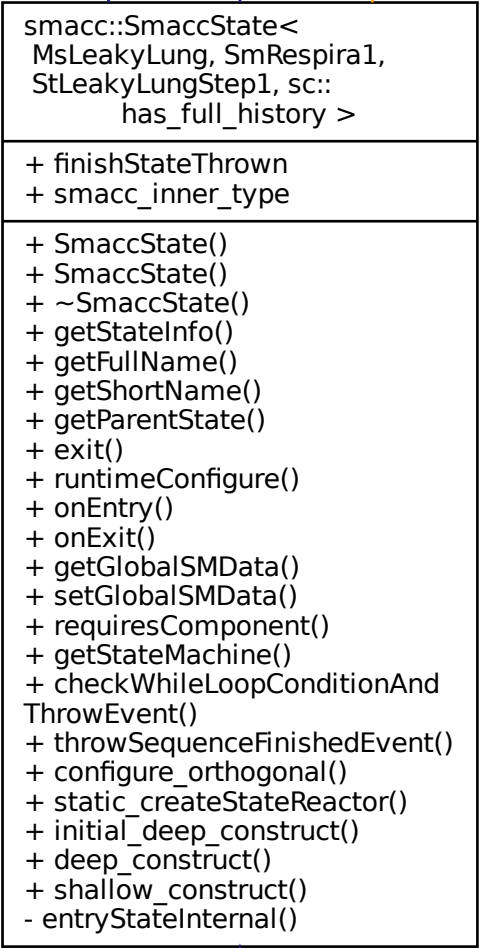 smacc::SmaccState<
MsLeakyLung, SmRespira1,
StLeakyLungStep1, sc::
has_full_history >
+ finishStateThrown
+ smacc_inner_type
+ SmaccState()
+ SmaccState()
+ ~SmaccState()
+ getStateInfo()
+ getFullName()
+ getShortName()
+ getParentState()
+ exit()
+ runtimeConfigure()
+ onEntry()
+ onExit()
+ getGlobalSMData()
+ setGlobalSMData()
+ requiresComponent()
+ getStateMachine()
+ checkWhileLoopConditionAnd
ThrowEvent()
+ throwSequenceFinishedEvent()
+ configure_orthogonal()
+ static_createStateReactor()
+ initial_deep_construct()
+ deep_construct()
+ shallow_construct()
- entryStateInternal()